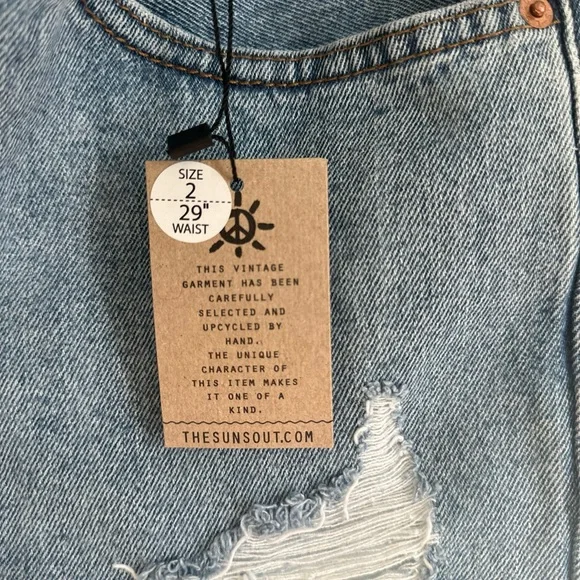 SIZE
2
29"
WAIST
THIS VINTAGE
GARMENT HAS BEEN
CAREFULLY
SELECTED AND
UPCYCLED BY
HAND.
THE UNIQUE
CHARACTER OF
THIS ITEM MAKES
IT ONE OF A
KIND.
THESUNSOUT.COM